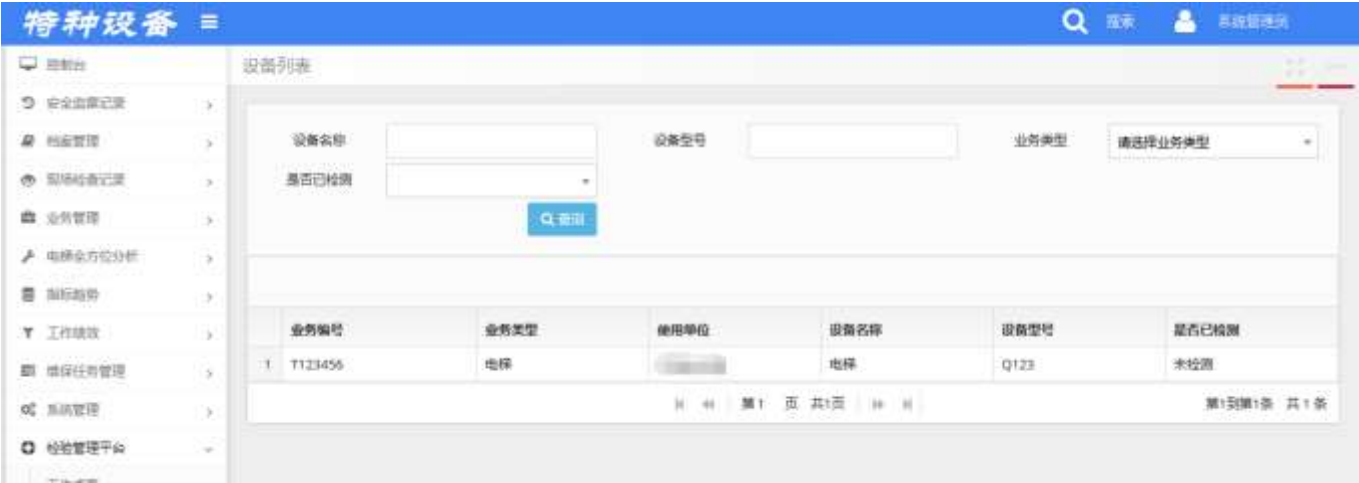 特种设备
搜索
系统管理员
控制台
安全监察记录
档案管理
现场检查记录
业务管理
电梯全方位分析
指标趋势
工作绩效
维保任务管理
系统管理
检验管理平台
设备列表
设备名称
设备型号
业务类型 请选择业务类型
是否已检测
查询
业务编号 业务类型 使用单位 设备名称 设备型号 是否已检测
1 T123456 电梯 电梯 Q123 未检测
第1 页 共1页
第1到第1条 共 1 条